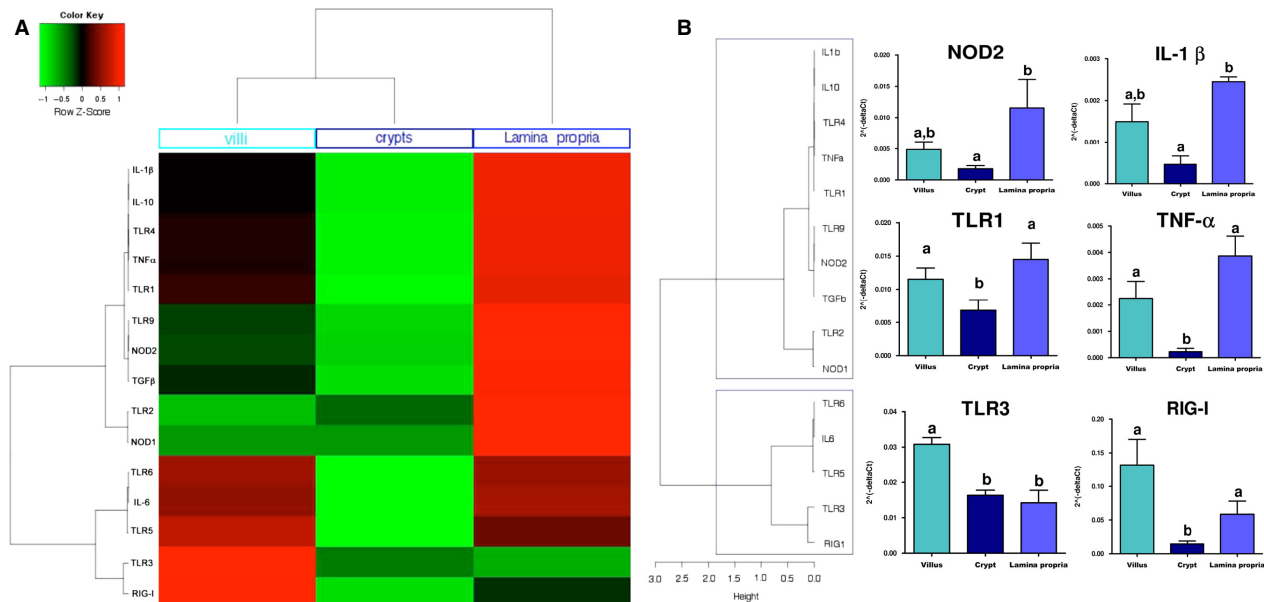 A
Color Key
−1 −0.5 0 0.5 1
Row Z-Score
villi crypts Lamina propria
IL-1β
IL-10
TLR4
TNFα
TLR1
TLR9
NOD2
TGFβ
TLR2
NOD1
TLR6
IL-6
TLR5
TLR3
RIG-I
B
IL1b
IL10
TLR4
TNFa
TLR1
TLR9
NOD2
TGFb
TLR2
NOD1
TLR6
IL6
TLR5
TLR3
RIG1
3.0 2.5 2.0 1.5 1.0 0.5 0.0
Height
NOD2
2^(-deltaCt)
0.020
0.015
0.010
0.005
0.000
a,b a b
Villus Crypt Lamina propria
IL-1 β
2^(-deltaCt)
0.003
0.002
0.001
0.000
a,b a b
Villus Crypt Lamina propria
TLR1
2^(-deltaCt)
0.020
0.015
0.010
0.005
0.000
a b a
Villus Crypt Lamina propria
TNF-α
2^(-deltaCt)
0.005
0.004
0.003
0.002
0.001
0.000
a b a
Villus Crypt Lamina propria
TLR3
2^(-deltaCt)
0.04
0.03
0.02
0.01
0.00
a b b
Villus Crypt Lamina propria
RIG-I
2^(-deltaCt)
0.20
0.15
0.10
0.05
0.00
a b a
Villus Crypt Lamina propria